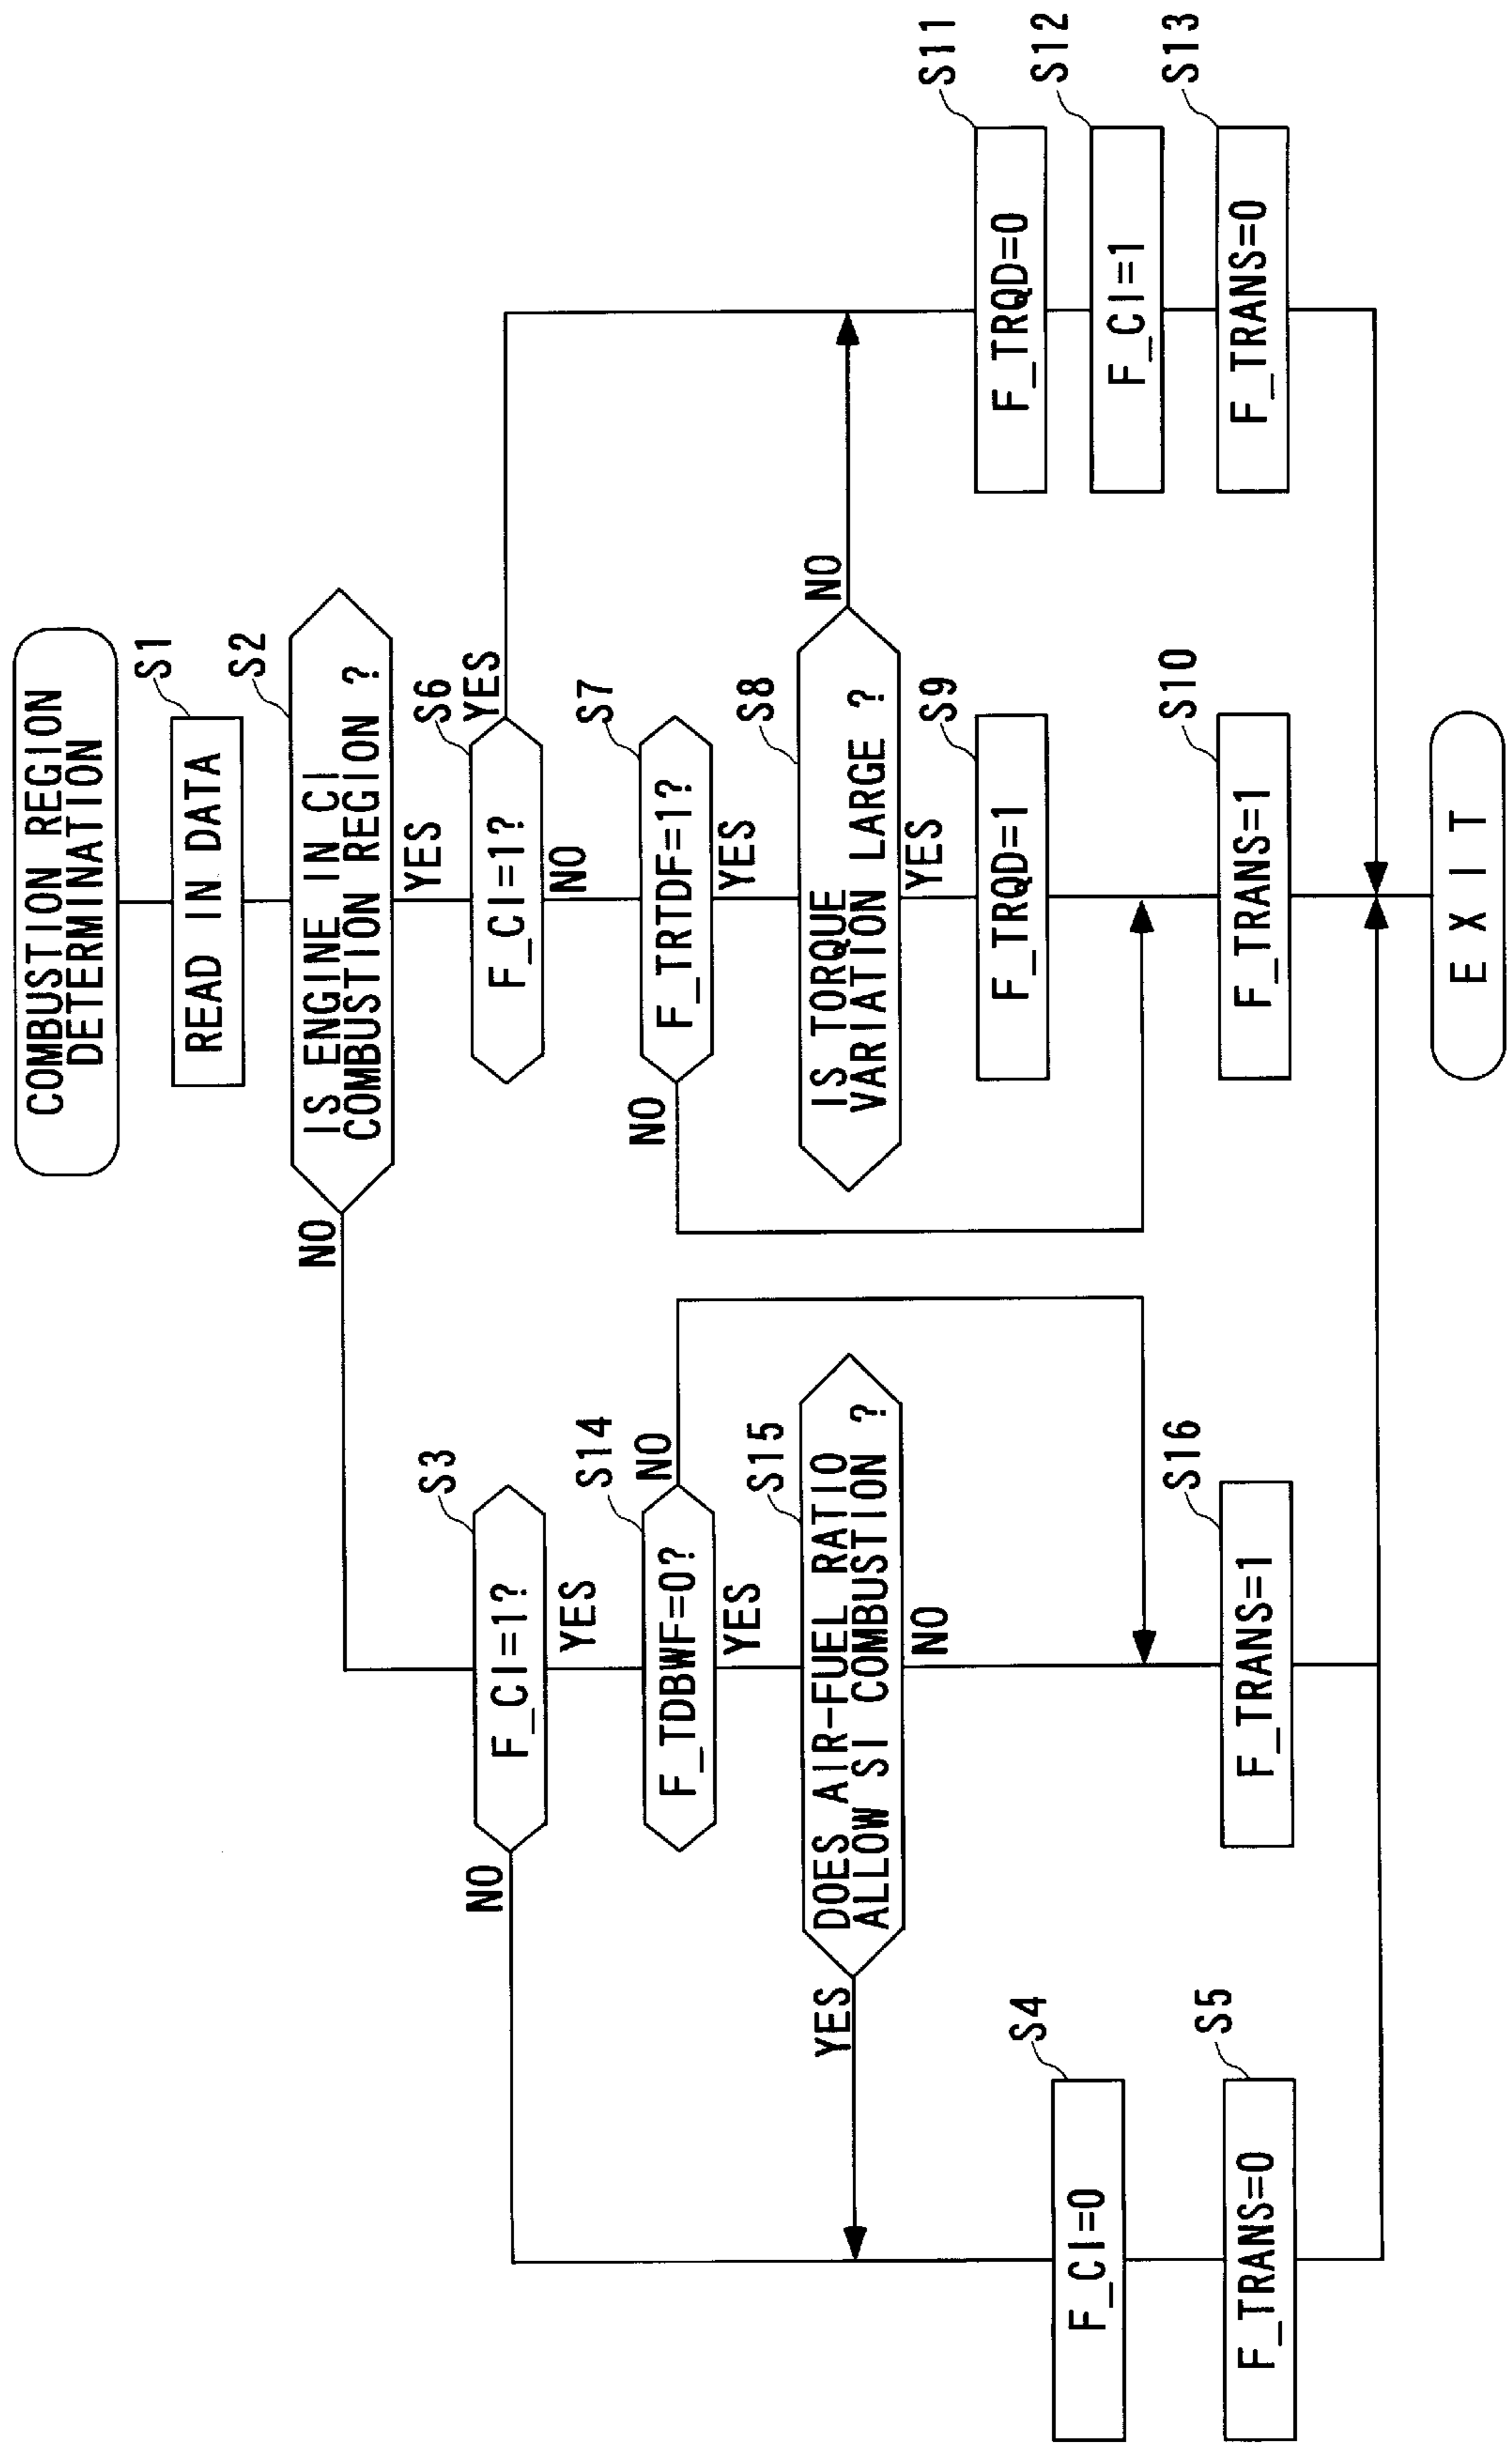 COMBUSTION REGION
DETERMINATION
S1
READ IN DATA
S2
IS ENGINE IN CI
COMBUSTION REGION ?
NO
YES
S3
F_CI=1?
NO
YES
S6
F_CI=1?
YES
NO
S14
F_TDBWF=0?
NO
YES
S7
F_TRTDF=1?
NO
YES
S15
DOES AIR-FUEL RATIO
ALLOW SI COMBUSTION ?
YES
NO
S8
IS TORQUE
VARIATION LARGE ?
NO
YES
S4
F_CI=0
S9
F_TRQD=1
S11
F_TRQD=0
S12
F_CI=1
S5
F_TRANS=0
S16
F_TRANS=1
S10
F_TRANS=1
S13
F_TRANS=0
EXIT